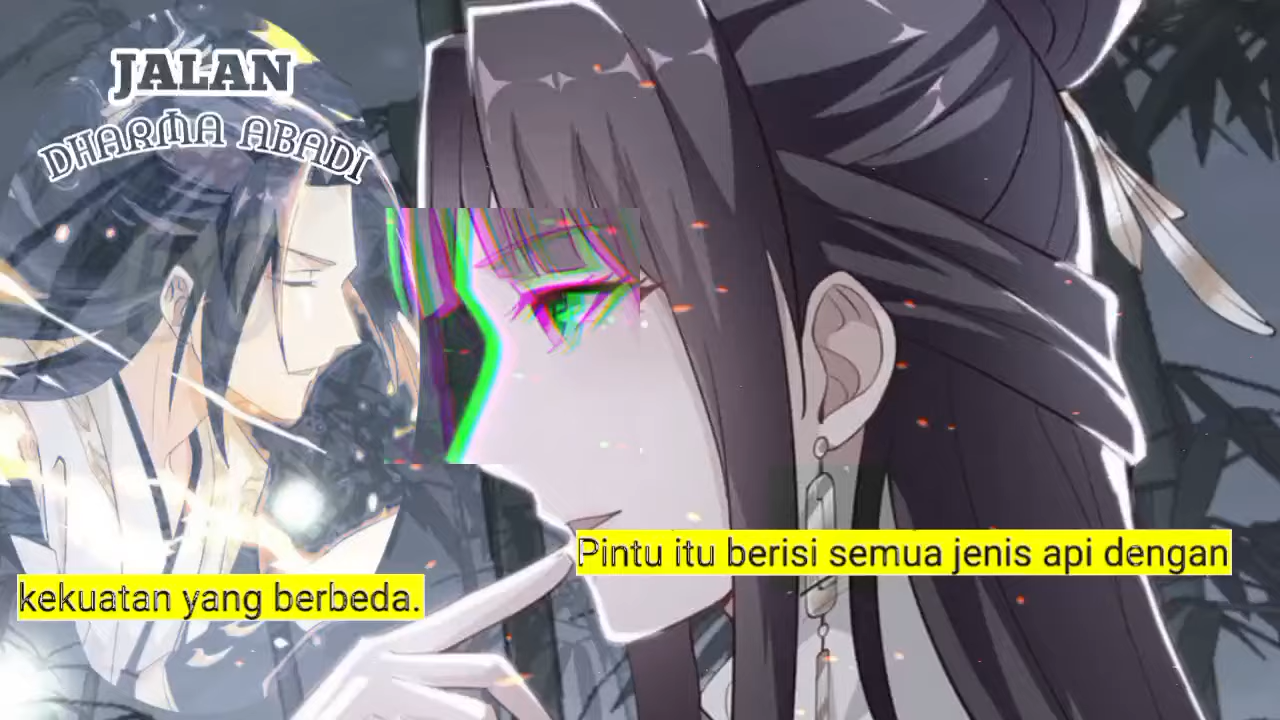 JALAN
DHARMA ABADI
Pintu itu berisi semua jenis api dengan
kekuatan yang berbeda.